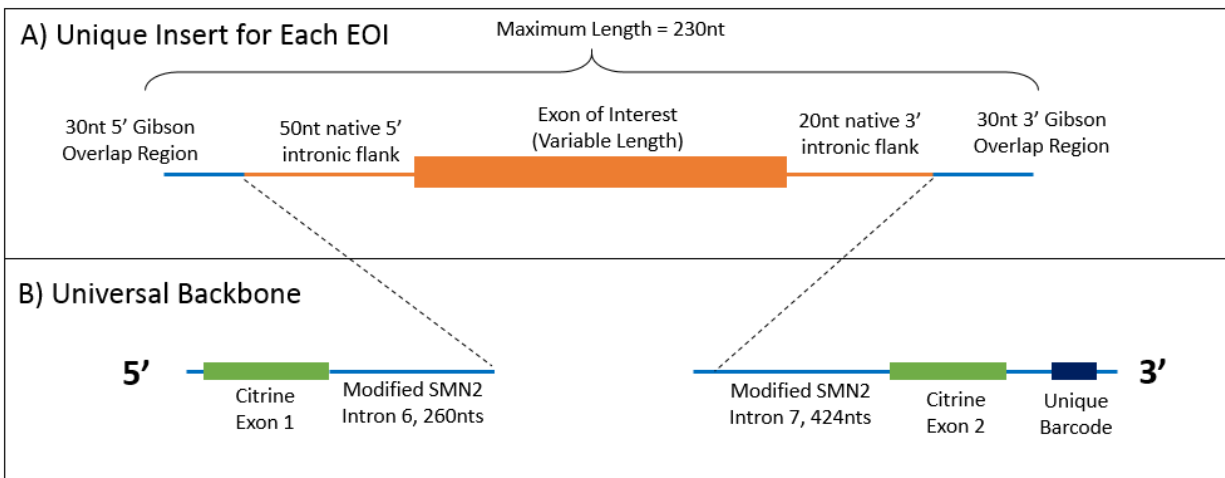 A) Unique Insert for Each EOI
Maximum Length = 230nt
30nt 5’ Gibson
Overlap Region
50nt native 5’
intronic flank
Exon of Interest
(Variable Length)
20nt native 3’
intronic flank
30nt 3’ Gibson
Overlap Region
B) Universal Backbone
5’
Citrine
Exon 1
Modified SMN2
Intron 6, 260nts
Modified SMN2
Intron 7, 424nts
Citrine
Exon 2
Unique
Barcode
3’